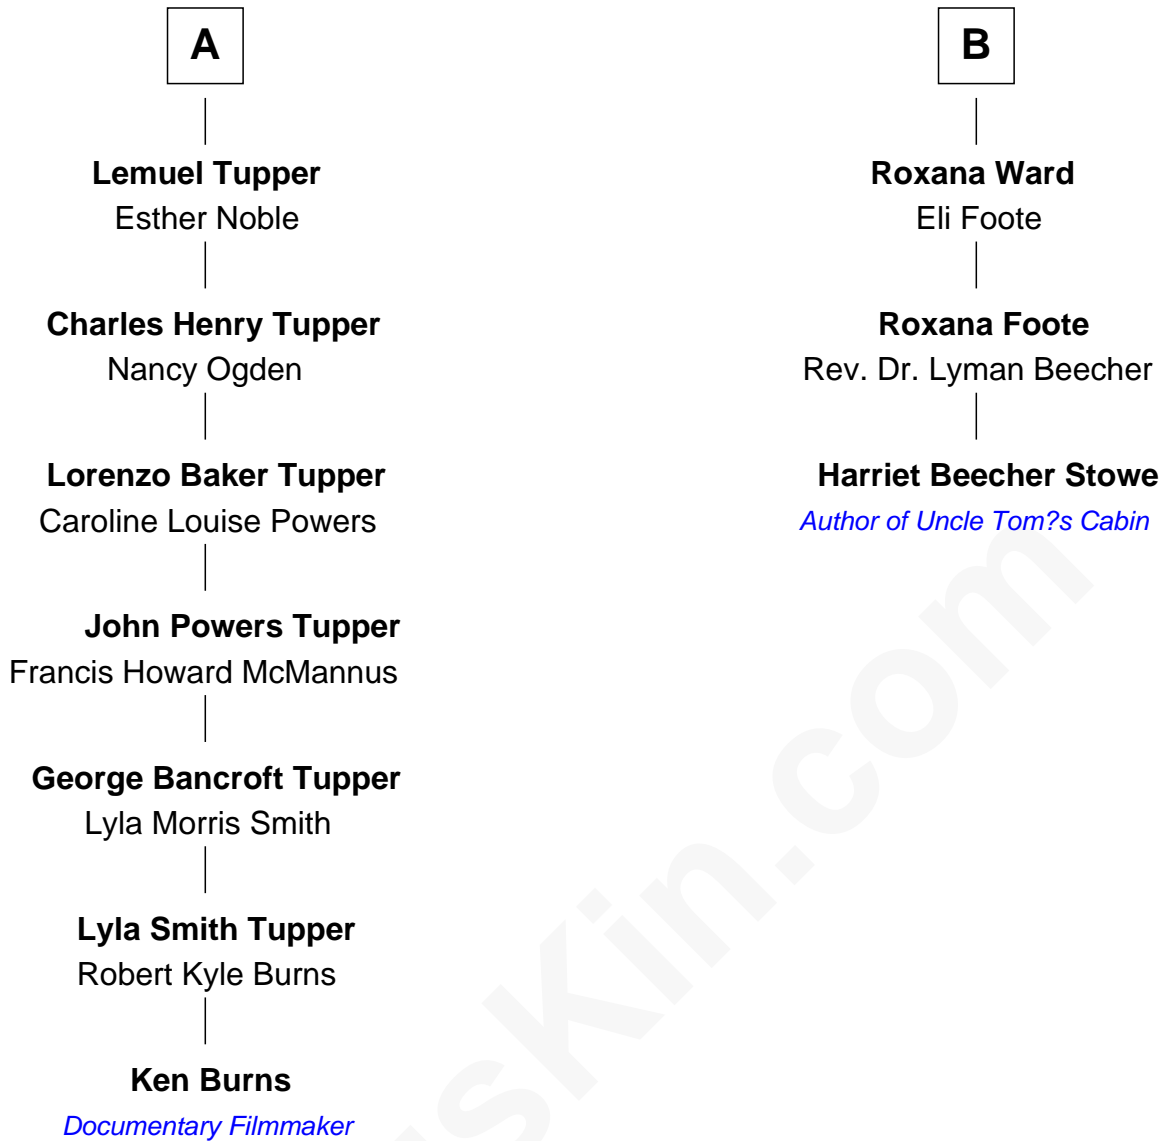 A
Lemuel Tupper
Esther Noble
Charles Henry Tupper
Nancy Ogden
Lorenzo Baker Tupper
Caroline Louise Powers
John Powers Tupper
Francis Howard McMannus
George Bancroft Tupper
Lyla Morris Smith
Lyla Smith Tupper
Robert Kyle Burns
Ken Burns
Documentary Filmmaker
B
Roxana Ward
Eli Foote
Roxana Foote
Rev. Dr. Lyman Beecher
Harriet Beecher Stowe
Author of Uncle Tom?s Cabin
sKin.com